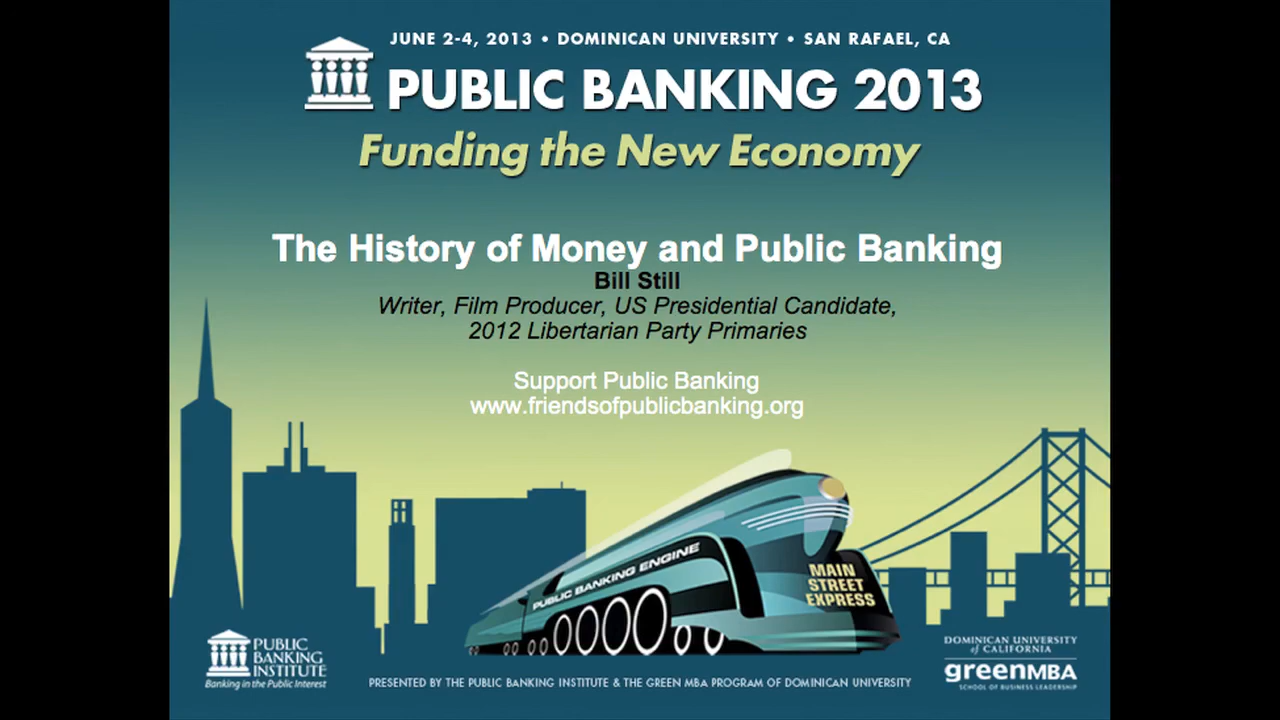 JUNE 2-4, 2013 • DOMINICAN UNIVERSITY • SAN RAFAEL, CA
PUBLIC BANKING 2013
Funding the New Economy
The History of Money and Public Banking
Bill Still
Writer, Film Producer, US Presidential Candidate,
2012 Libertarian Party Primaries
Support Public Banking
www.friendsofpublicbanking.org
PUBLIC BANKING ENGINE
MAIN
STREET
EXPRESS
PUBLIC
BANKING
INSTITUTE
Banking in the Public Interest
PRESENTED BY THE PUBLIC BANKING INSTITUTE & THE GREEN MBA PROGRAM OF DOMINICAN UNIVERSITY
DOMINICAN UNIVERSITY
of CALIFORNIA
greenMBA
SCHOOL OF BUSINESS LEADERSHIP